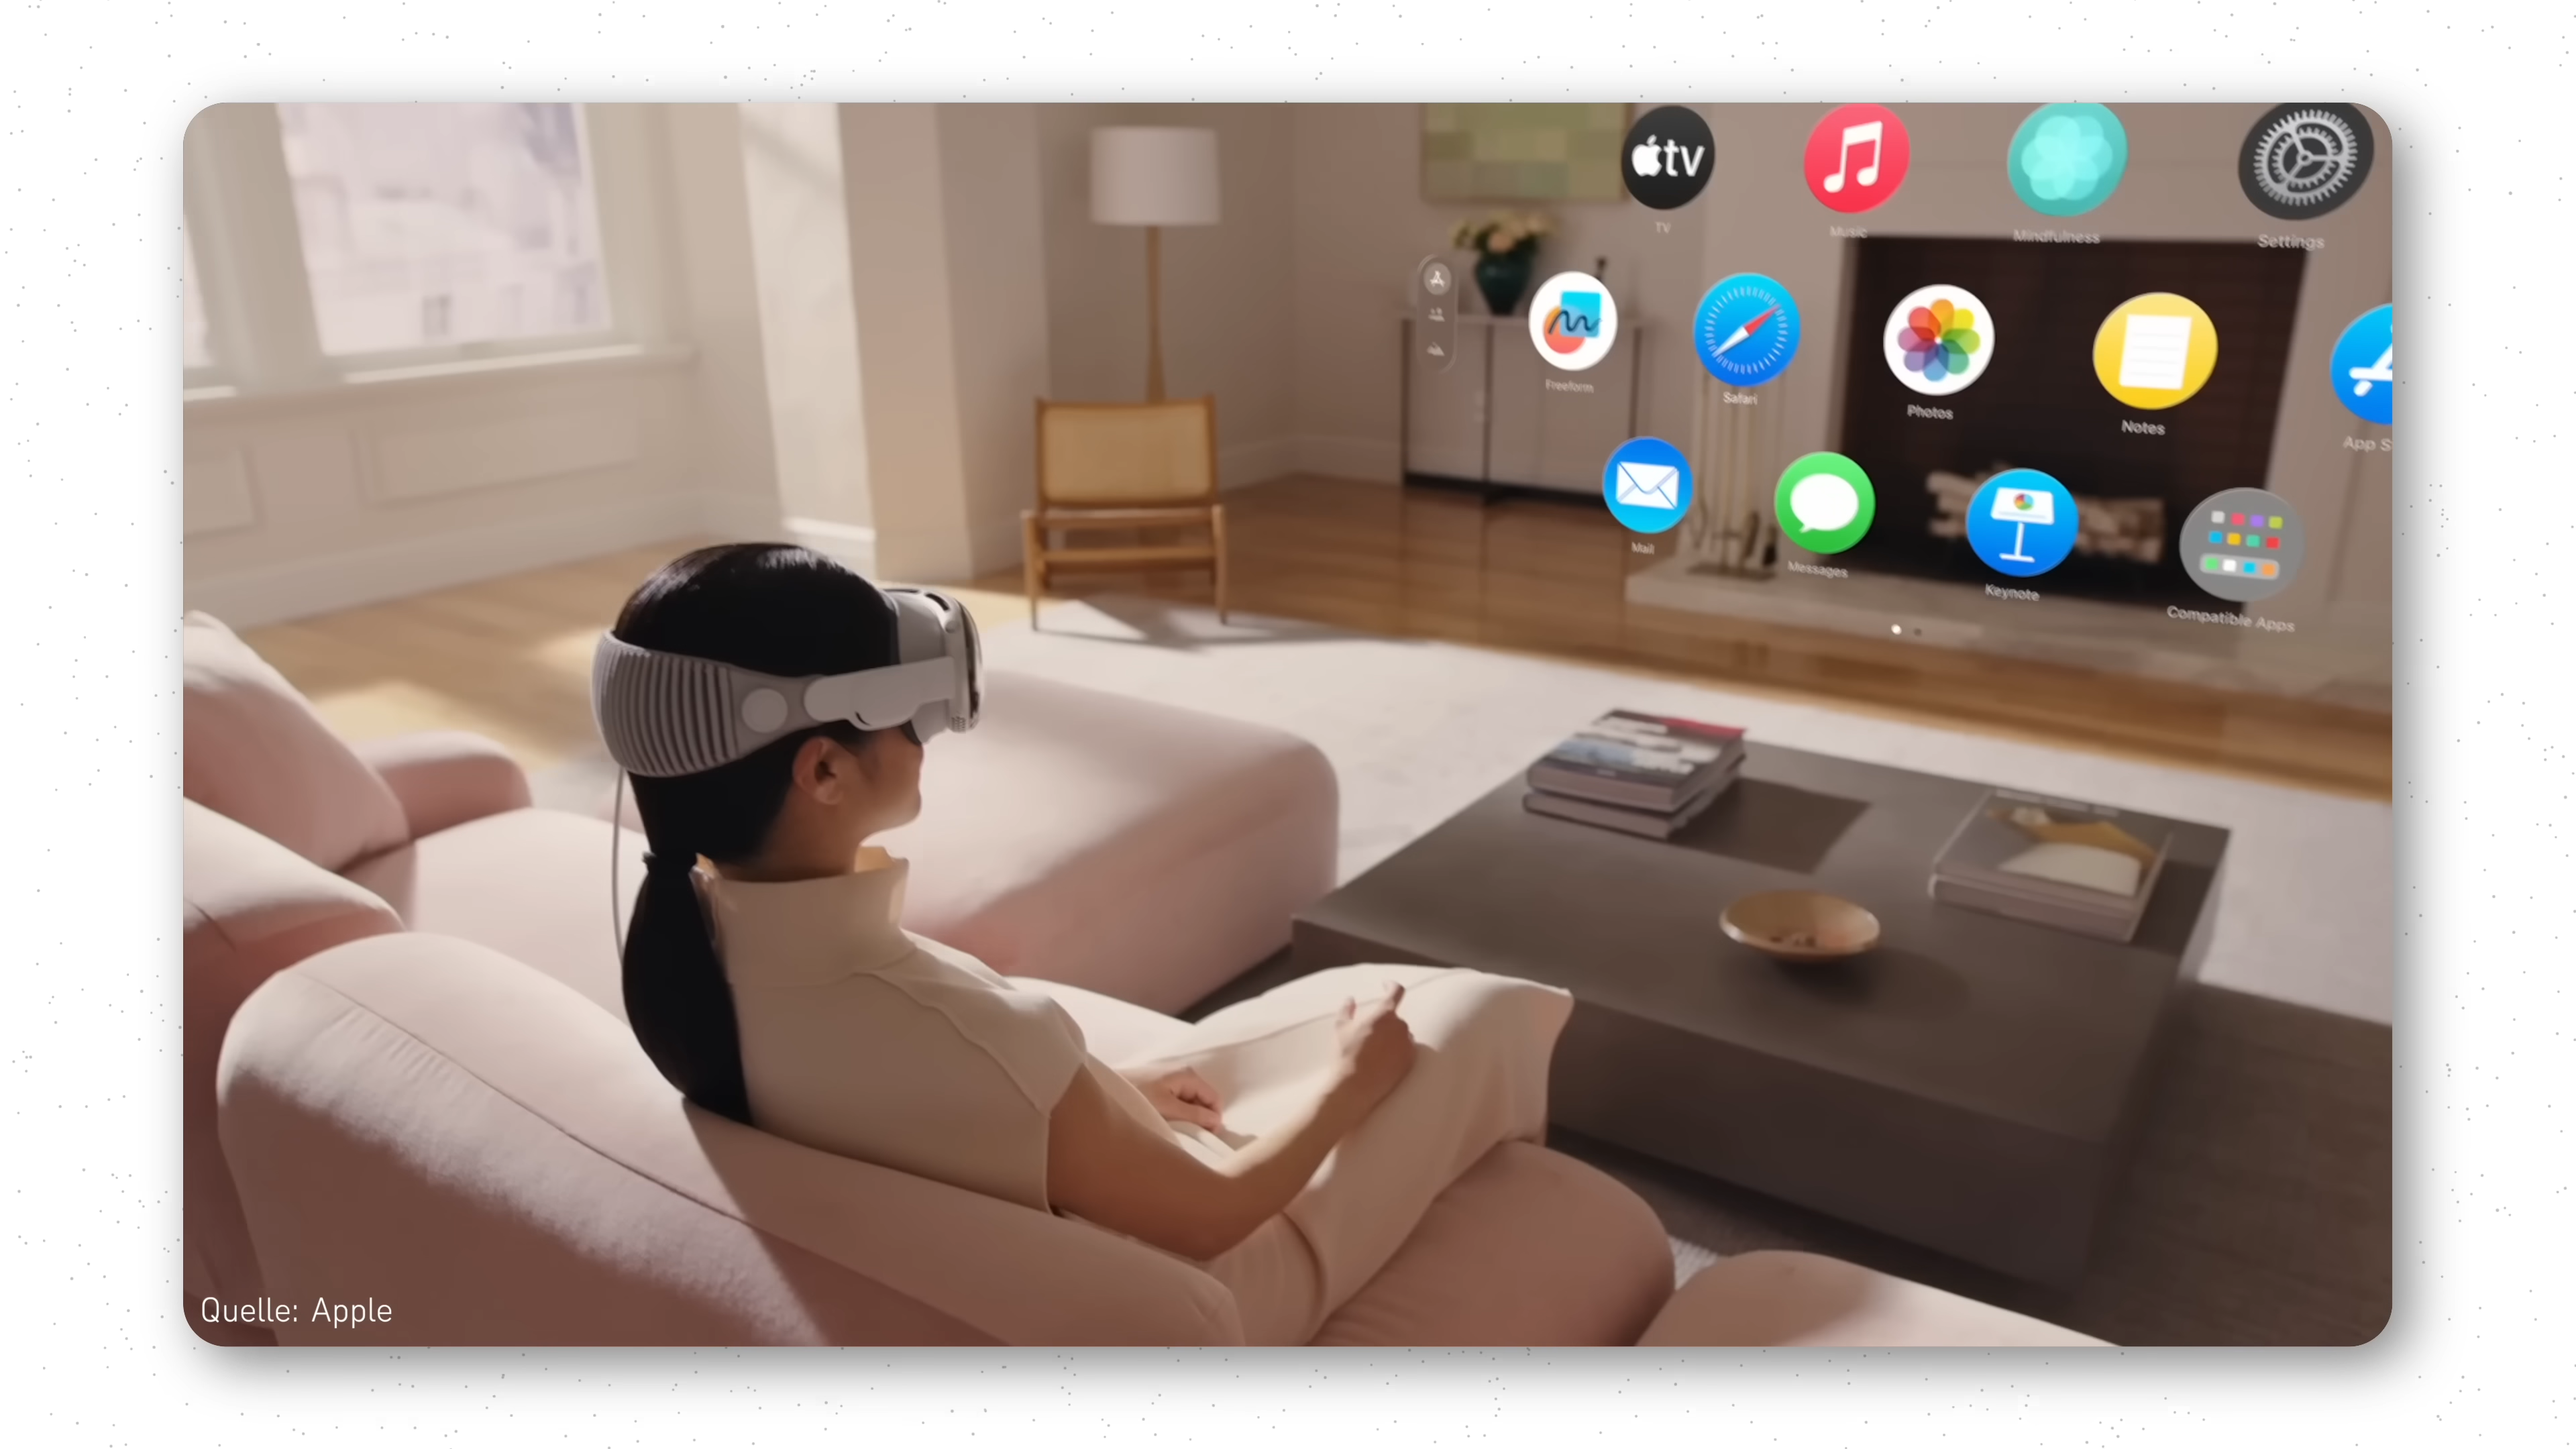 tv
TV
Music
Mindfulness
Settings
Freeform
Safari
Photos
Notes
App S
Mail
Messages
Keynote
Compatible Apps
Quelle: Apple